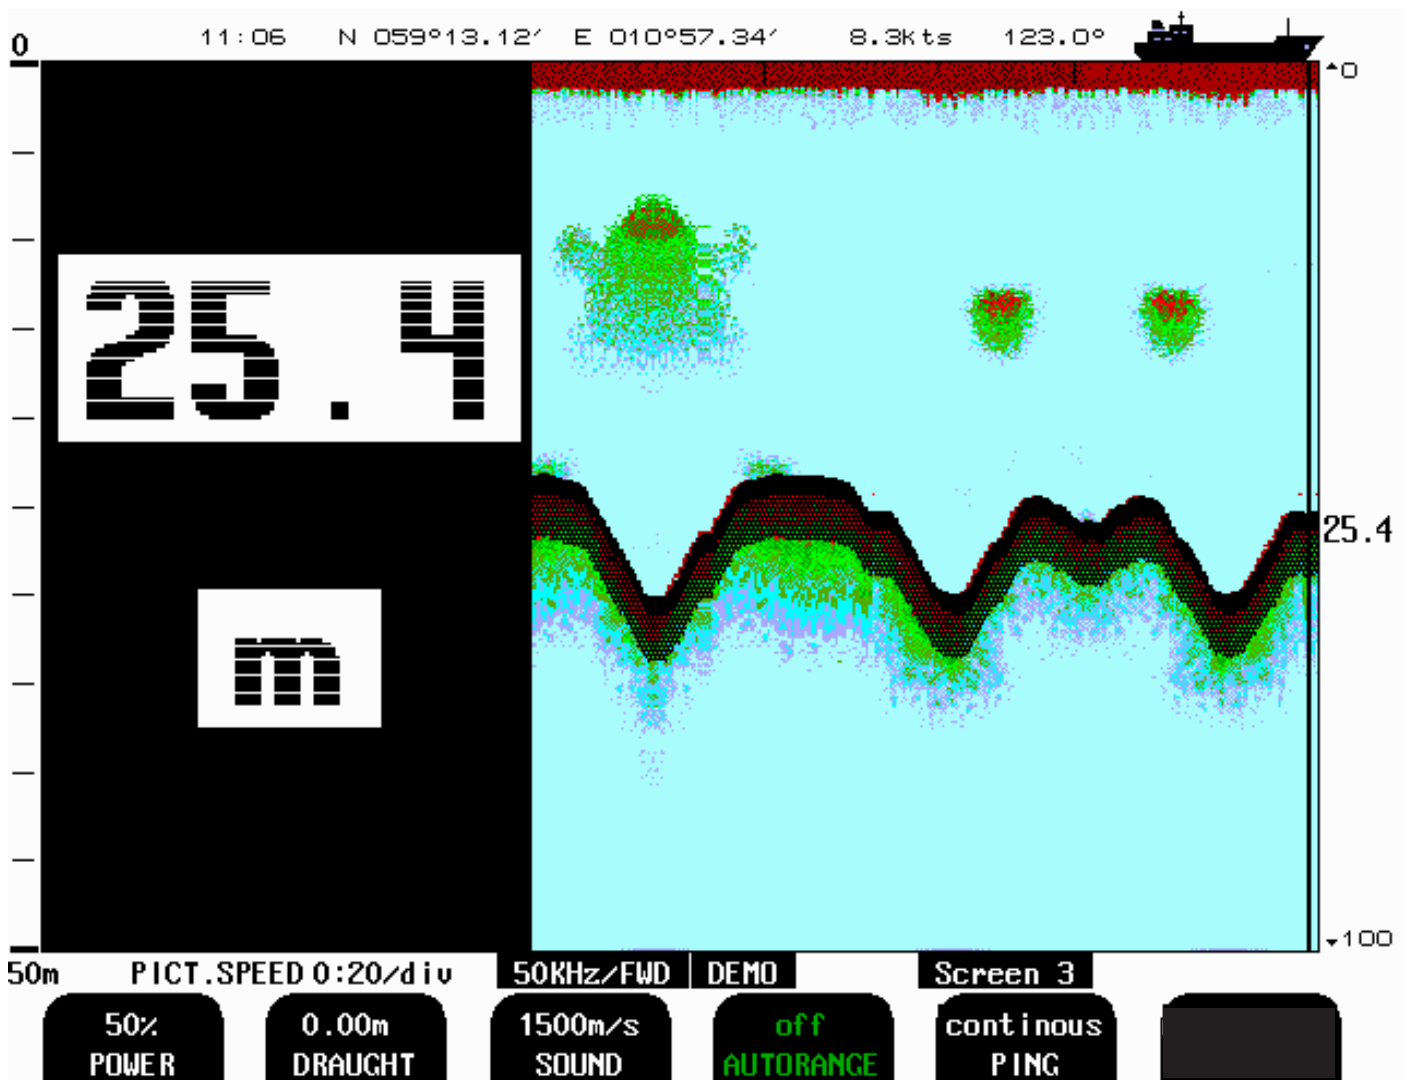 0
11:06 N 059°13.12′ E 010°57.34′ 8.3kts 123.0°
0
25.4
25.4
m
100
50m PICT.SPEED 0:20/div 50KHz/FWD DEMO Screen 3
50% 0.00m 1500m/s off continous
POWER DRAUGHT SOUND AUTORANGE PING